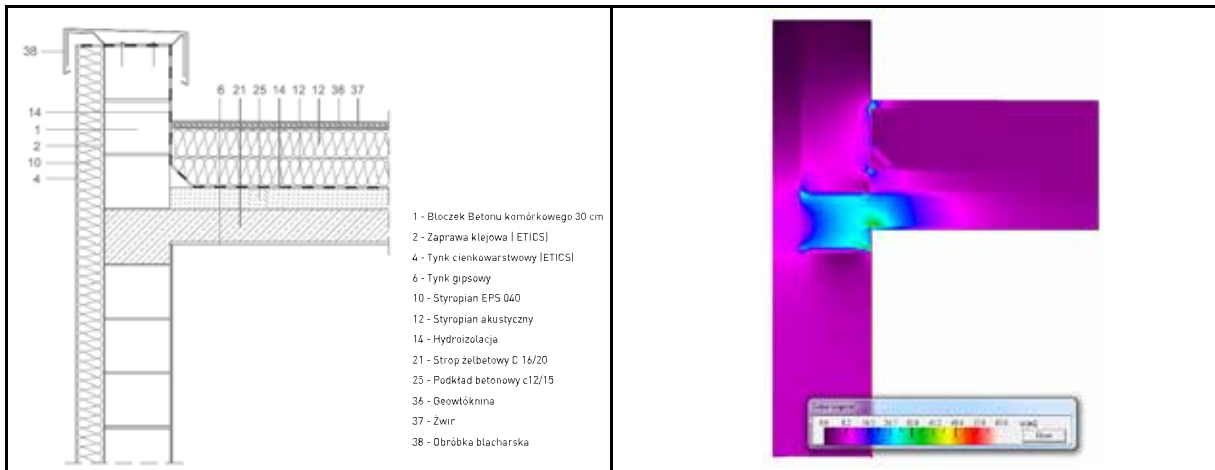 38
6 21 25 14 12 12 36 37
14
1
2
10
4
1 - Bloczek Betonu komórkowego 30 cm
2 - Zaprawa klejowa ( ETICS)
4 - Tynk cienkowarstwowy (ETICS)
6 - Tynk gipsowy
10 - Styropian EPS 040
12 - Styropian akustyczny
14 - Hydroizolacja
21 - Strop żelbetowy C 16/20
25 - Podkład betonowy c12/15
36 - Geowłóknina
37 - Żwir
38 - Obróbka blacharska